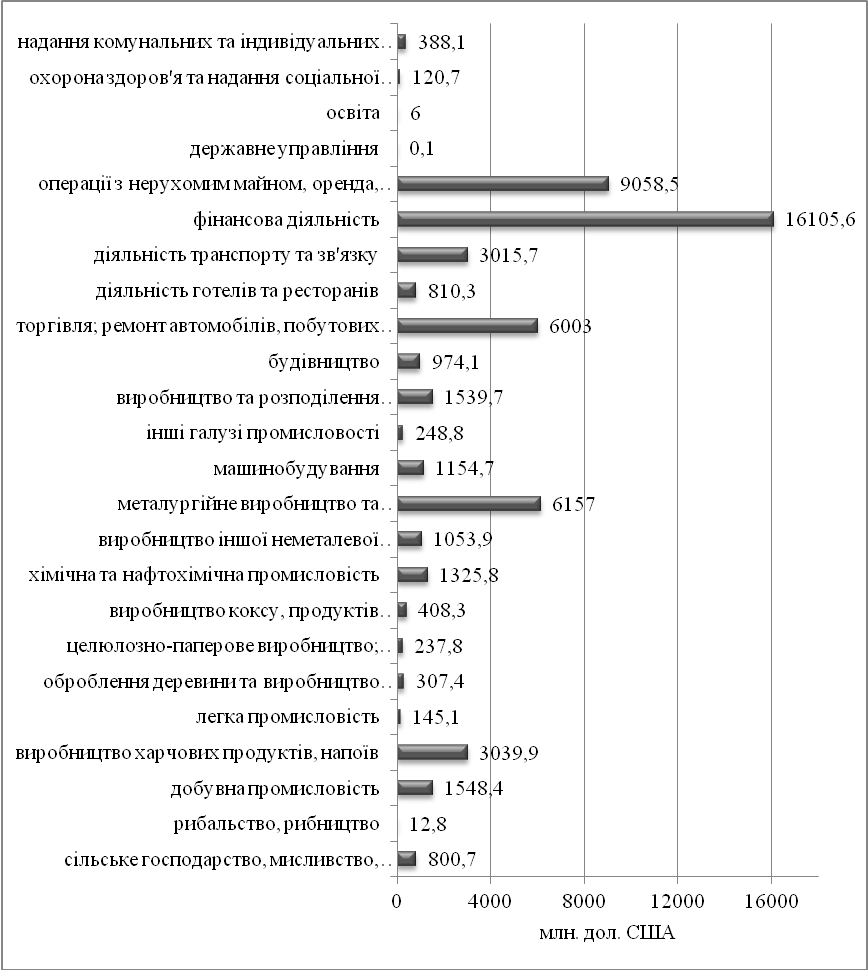 надання комунальних та індивідуальних.. 388,1
охорона здоров'я та надання соціальної.. 120,7
освіта 6
державне управління 0,1
операції з нерухомим майном, оренда,.. 9058,5
фінансова діяльність 16105,6
діяльність транспорту та зв'язку 3015,7
діяльність готелів та ресторанів 810,3
торгівля; ремонт автомобілів, побутових.. 6003
будівництво 974,1
виробництво та розподілення.. 1539,7
інші галузі промисловості 248,8
машинобудування 1154,7
металургійне виробництво та.. 6157
виробництво іншої неметалевої.. 1053,9
хімічна та нафтохімічна промисловість 1325,8
виробництво коксу, продуктів.. 408,3
целюлозно-паперове виробництво;.. 237,8
оброблення деревини та виробництво.. 307,4
легка промисловість 145,1
виробництво харчових продуктів, напоїв 3039,9
добувна промисловість 1548,4
рибальство, рибництво 12,8
сільське господарство, мисливство,.. 800,7
0 4000 8000 12000 16000
млн. дол. США